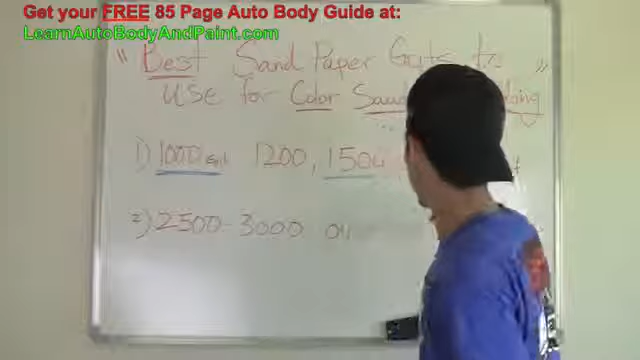 Get your FREE 85 Page Auto Body Guide at:
LearnAutoBodyAndPaint.com
"Best Sand Paper Grits to "
use for Color Sand
1) 1000 Grit 1200, 1500
2) 2500 - 3000